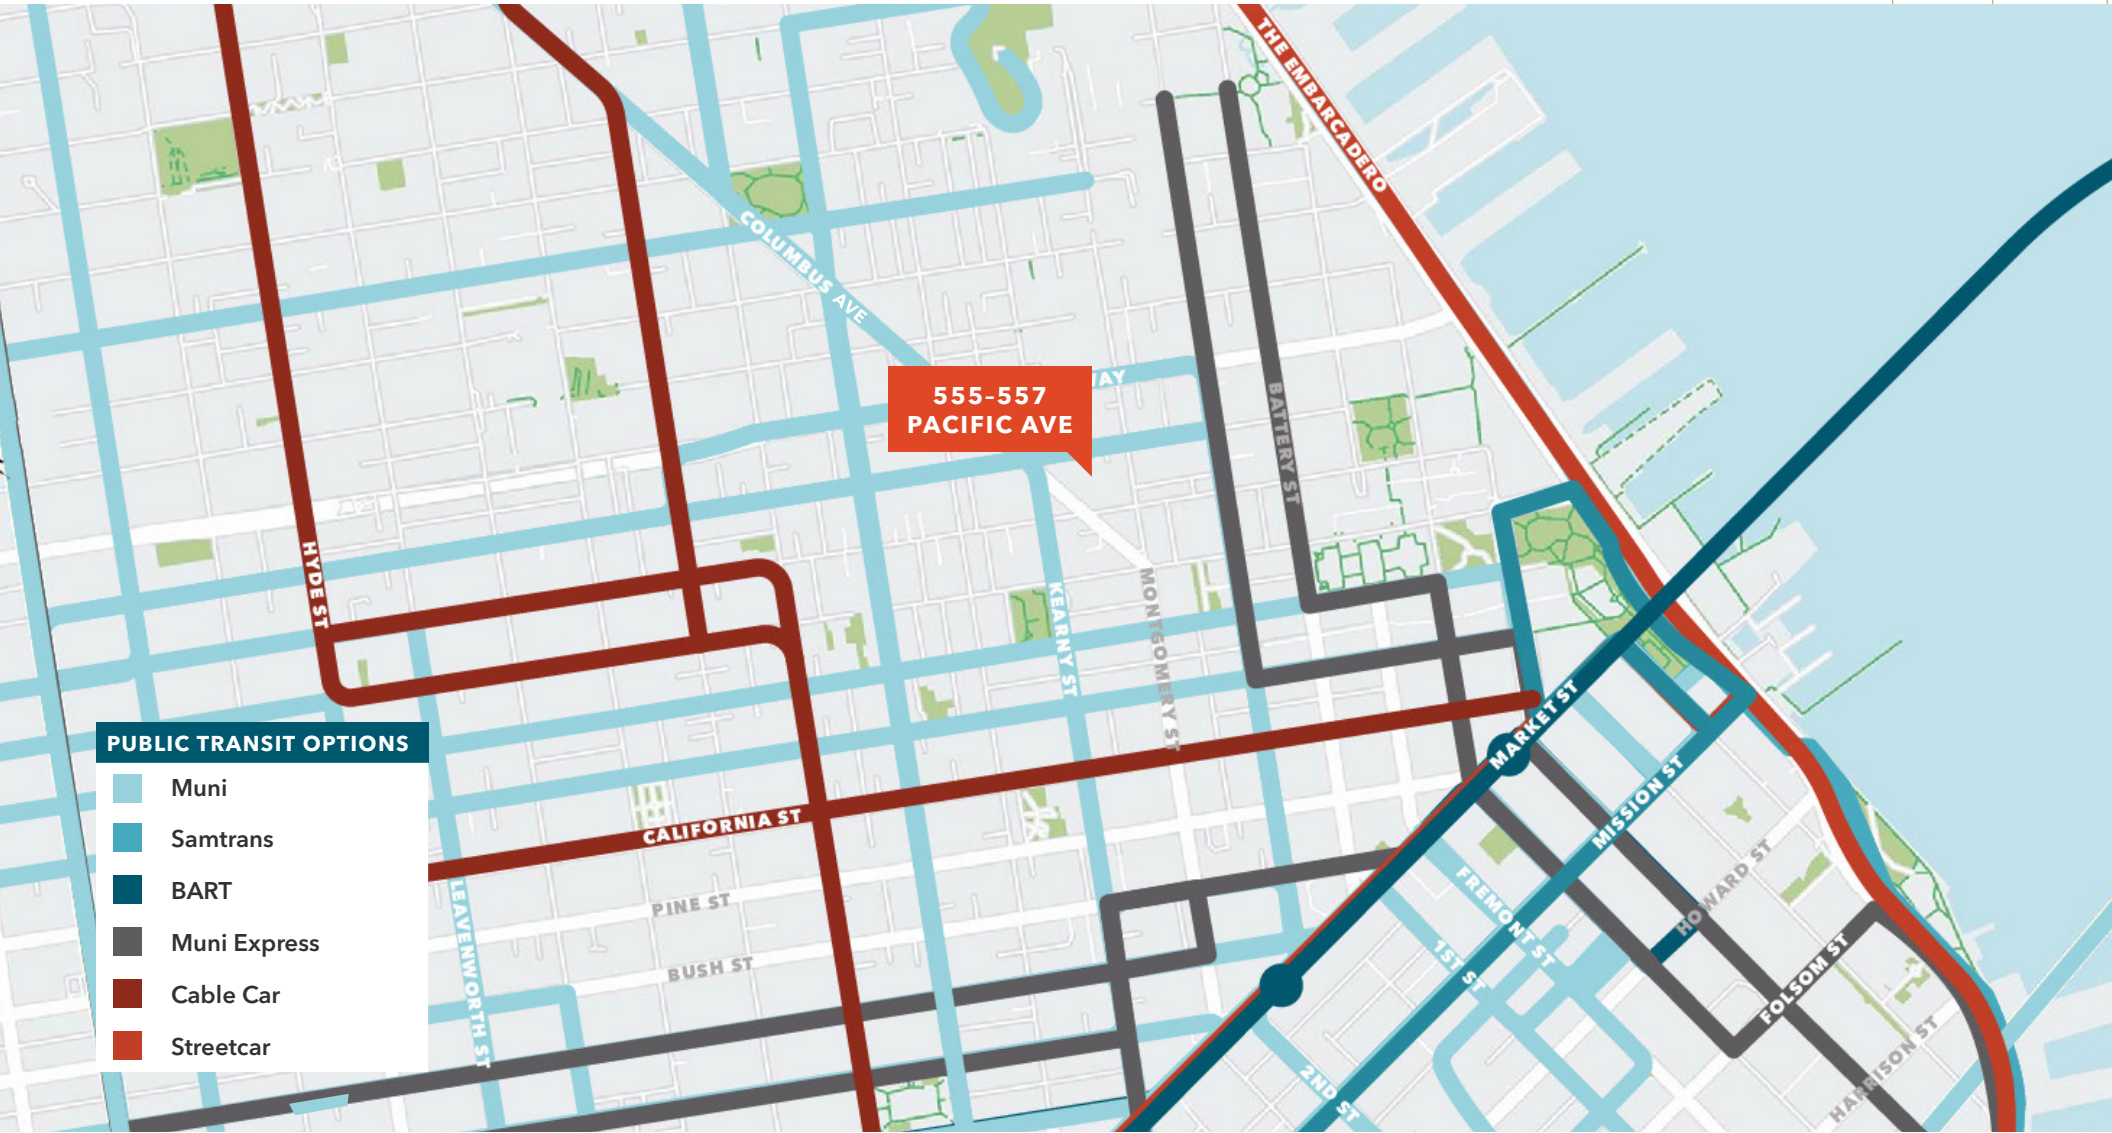 THE EMBARCADERO
COLUMBUS AVE
WAY
555-557
PACIFIC AVE
BATTERY ST
HYDE ST
KEARNY ST
MONTGOMERY ST
MARKET ST
PUBLIC TRANSIT OPTIONS
Muni
Samtrans
BART
Muni Express
Cable Car
Streetcar
CALIFORNIA ST
MISSION ST
PINE ST
BUSH ST
LEAVENWORTH ST
FREMONT ST
1ST ST
HOWARD ST
FOLSOM ST
2ND ST
HARRISON ST